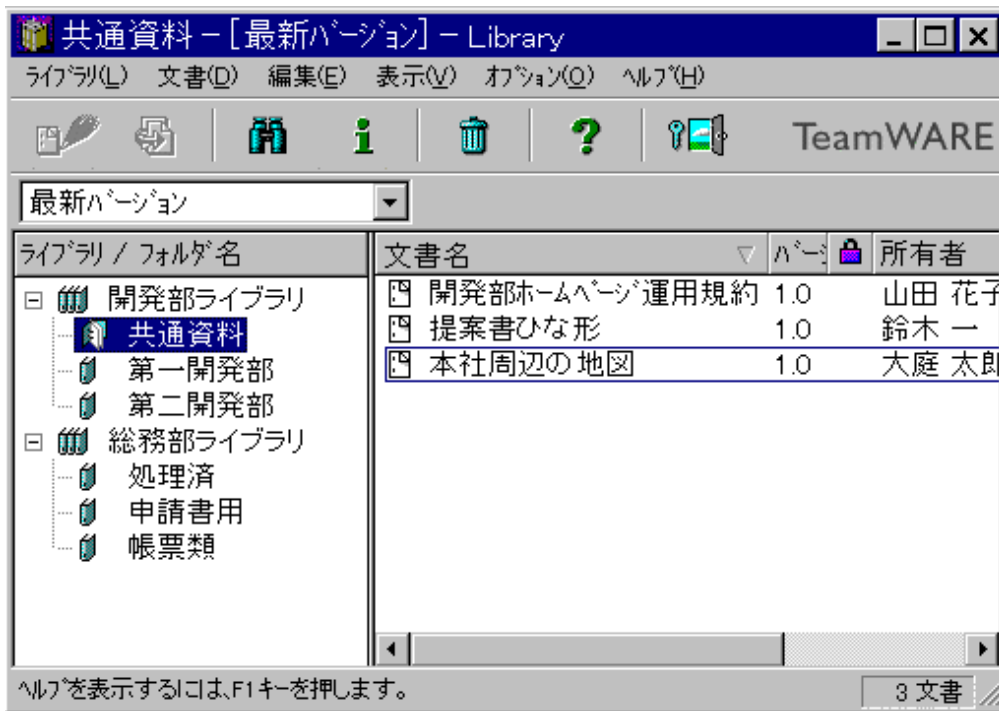 共通資料－[最新ﾊﾞｰｼﾞｮﾝ]－Library
ﾗｲﾌﾞﾗﾘ(L) 文書(D) 編集(E) 表示(V) ｵﾌﾟｼｮﾝ(O) ﾍﾙﾌﾟ(H)
TeamWARE
最新ﾊﾞｰｼﾞｮﾝ
ﾗｲﾌﾞﾗﾘ / ﾌｫﾙﾀﾞ名
開発部ライブラリ
共通資料
第一開発部
第二開発部
総務部ライブラリ
処理済
申請書用
帳票類
文書名 ﾊﾞｰｼ 所有者
開発部ﾎｰﾑﾍﾟｰｼﾞ運用規約 1.0 山田 花子
提案書ひな形 1.0 鈴木 一
本社周辺の地図 1.0 大庭 太郎
ﾍﾙﾌﾟを表示するには、F1キーを押します。
3 文書